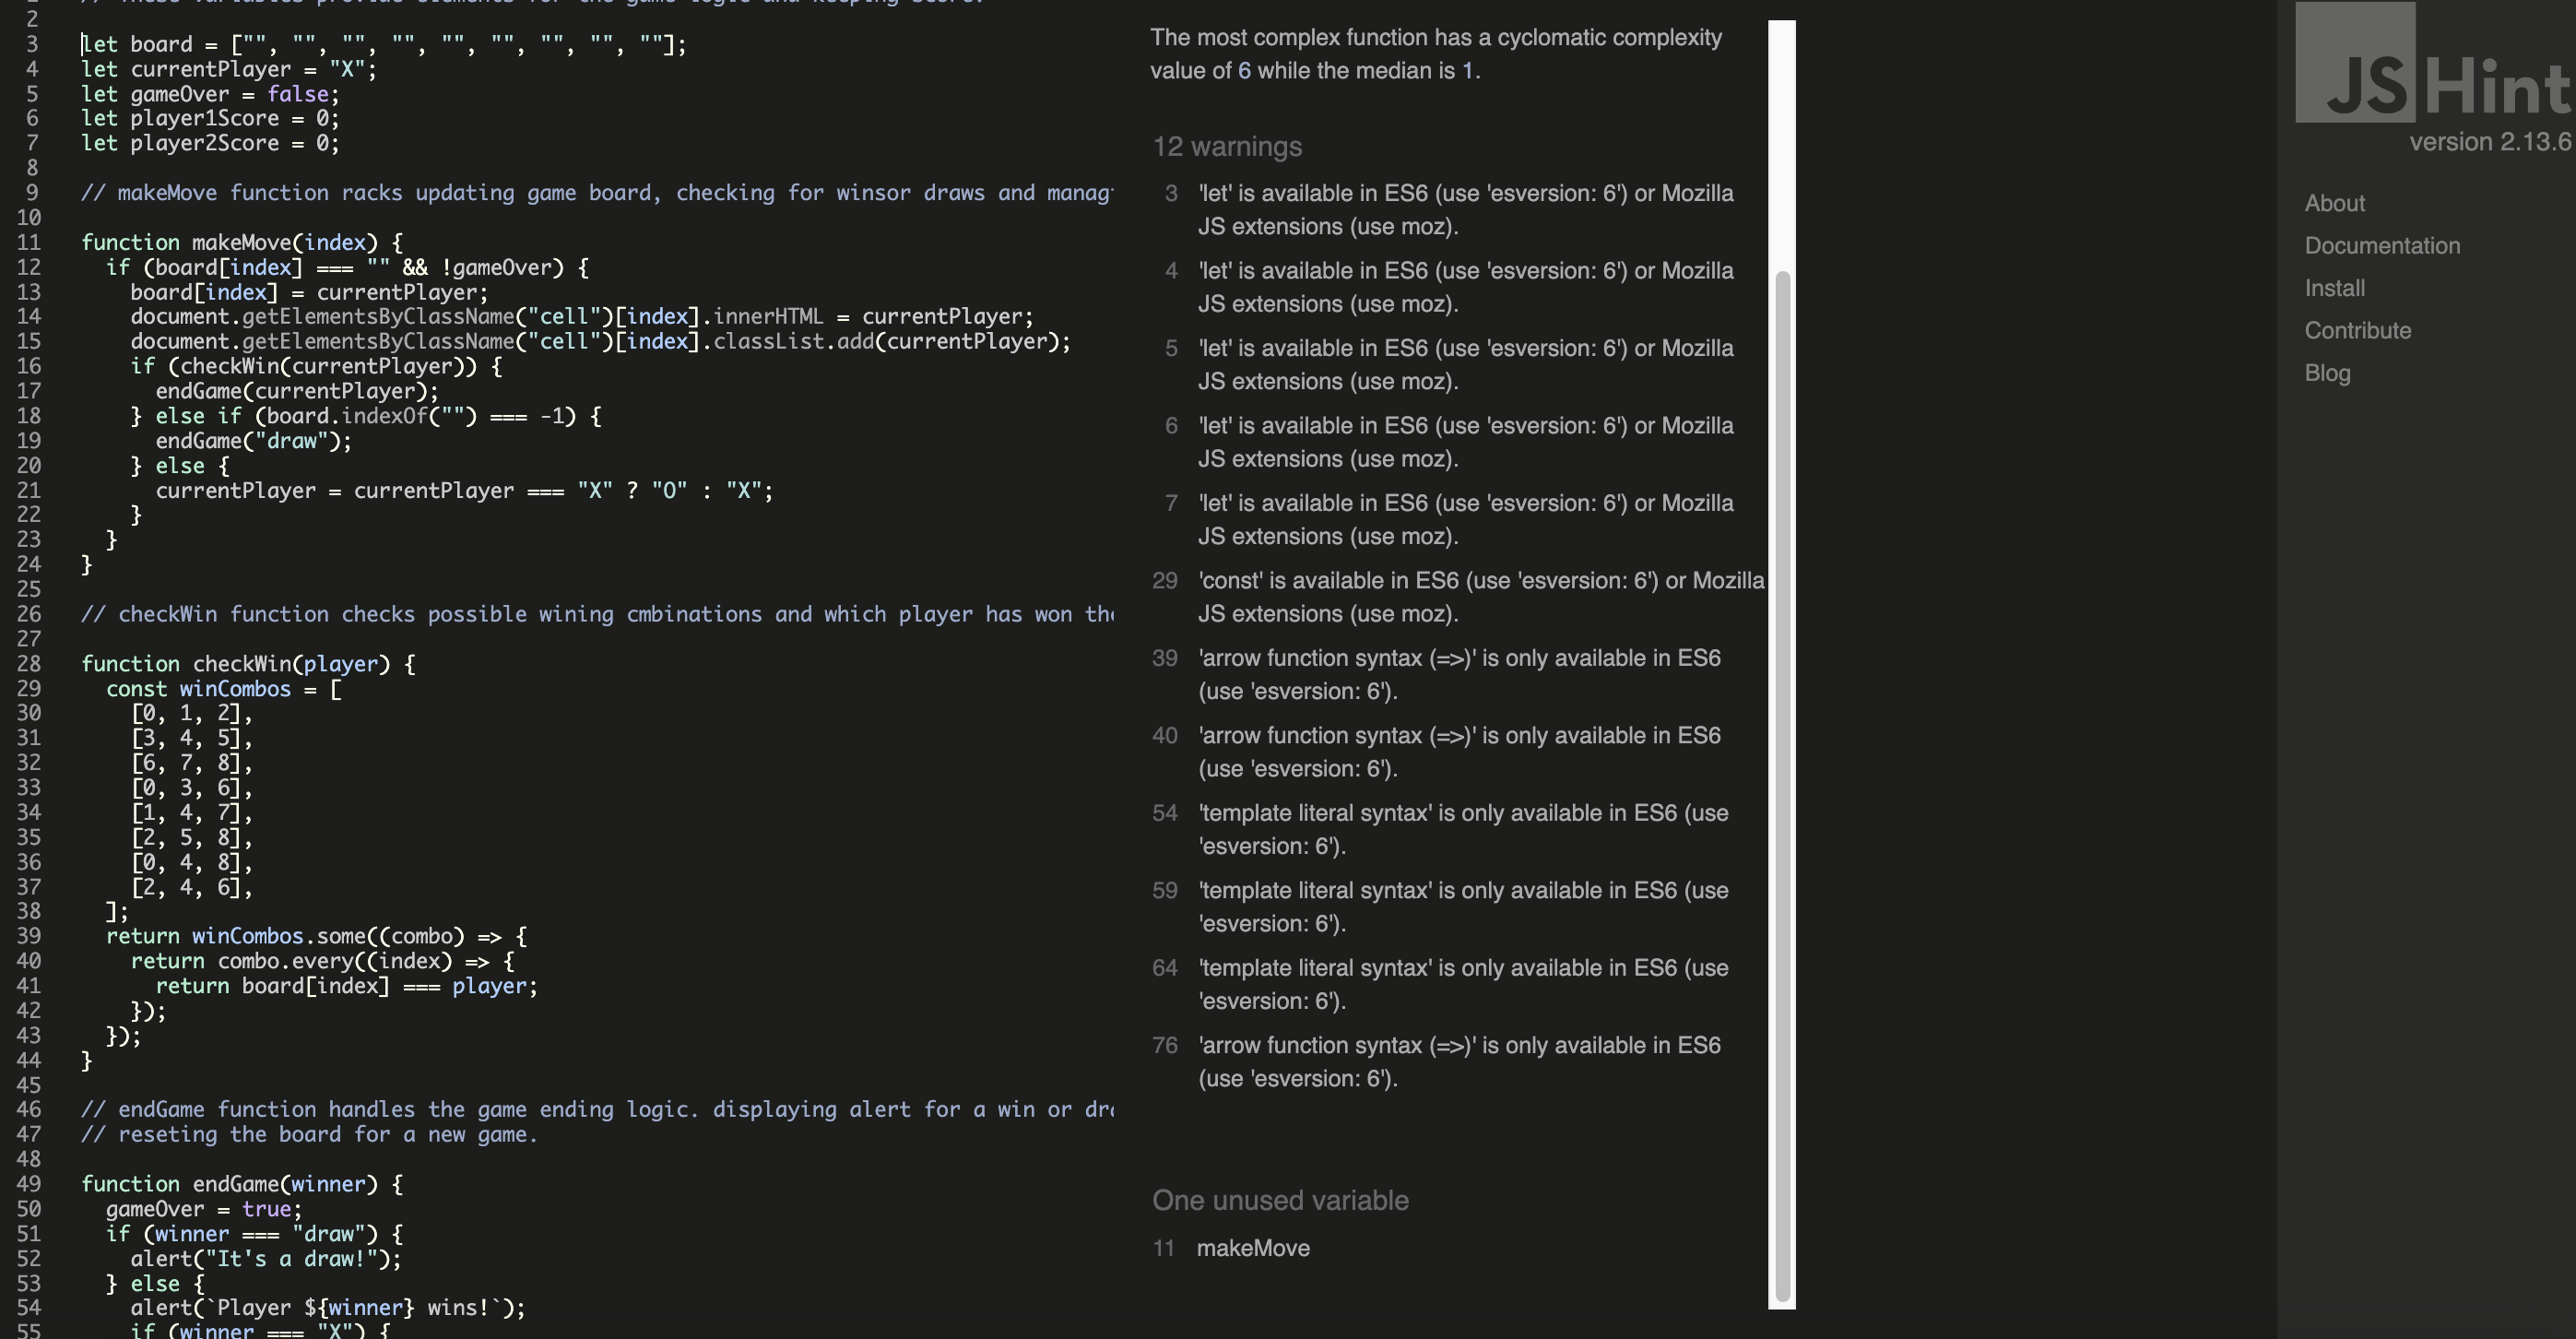 1 // These variables provide elements for the game logic and keeping score.
2
3 let board = ["", "", "", "", "", "", "", "", ""];
4 let currentPlayer = "X";
5 let gameOver = false;
6 let player1Score = 0;
7 let player2Score = 0;
8
9 // makeMove function racks updating game board, checking for winsor draws and manag
10
11 function makeMove(index) {
12 if (board[index] === "" && !gameOver) {
13 board[index] = currentPlayer;
14 document.getElementsByClassName("cell")[index].innerHTML = currentPlayer;
15 document.getElementsByClassName("cell")[index].classList.add(currentPlayer);
16 if (checkWin(currentPlayer)) {
17 endGame(currentPlayer);
18 } else if (board.indexOf("") === -1) {
19 endGame("draw");
20 } else {
21 currentPlayer = currentPlayer === "X" ? "O" : "X";
22 }
23 }
24 }
25
26 // checkWin function checks possible wining cmbinations and which player has won the
27
28 function checkWin(player) {
29 const winCombos = [
30 [0, 1, 2],
31 [3, 4, 5],
32 [6, 7, 8],
33 [0, 3, 6],
34 [1, 4, 7],
35 [2, 5, 8],
36 [0, 4, 8],
37 [2, 4, 6],
38 ];
39 return winCombos.some((combo) => {
40 return combo.every((index) => {
41 return board[index] === player;
42 });
43 });
44 }
45
46 // endGame function handles the game ending logic. displaying alert for a win or dra
47 // reseting the board for a new game.
48
49 function endGame(winner) {
50 gameOver = true;
51 if (winner === "draw") {
52 alert("It's a draw!");
53 } else {
54 alert(`Player ${winner} wins!`);
55 if (winner === "X") {
The most complex function has a cyclomatic complexity
value of 6 while the median is 1.
12 warnings
3 'let' is available in ES6 (use 'esversion: 6') or Mozilla
JS extensions (use moz).
4 'let' is available in ES6 (use 'esversion: 6') or Mozilla
JS extensions (use moz).
5 'let' is available in ES6 (use 'esversion: 6') or Mozilla
JS extensions (use moz).
6 'let' is available in ES6 (use 'esversion: 6') or Mozilla
JS extensions (use moz).
7 'let' is available in ES6 (use 'esversion: 6') or Mozilla
JS extensions (use moz).
29 'const' is available in ES6 (use 'esversion: 6') or Mozilla
JS extensions (use moz).
39 'arrow function syntax (=>)' is only available in ES6
(use 'esversion: 6').
40 'arrow function syntax (=>)' is only available in ES6
(use 'esversion: 6').
54 'template literal syntax' is only available in ES6 (use
'esversion: 6').
59 'template literal syntax' is only available in ES6 (use
'esversion: 6').
64 'template literal syntax' is only available in ES6 (use
'esversion: 6').
76 'arrow function syntax (=>)' is only available in ES6
(use 'esversion: 6').
One unused variable
11 makeMove
JSHint
version 2.13.6
About
Documentation
Install
Contribute
Blog